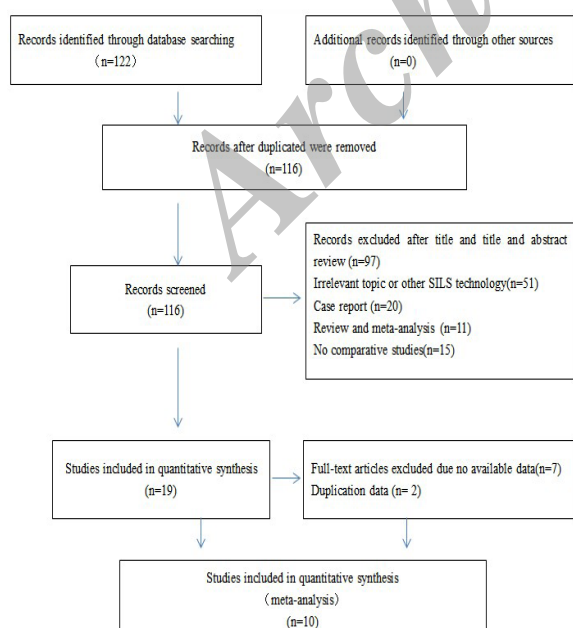 Records identified through database searching
（n=122）
Additional records identified through other sources
(n=0)
Records after duplicated were removed
(n=116)
Records screened
(n=116)
Records excluded after title and title and abstract
review (n=97)
Irrelevant topic or other SILS technology(n=51)
Case report (n=20)
Review and meta-analysis (n=11)
No comparative studies(n=15)
Studies included in quantitative synthesis
(n=19)
Full-text articles excluded due no available data(n=7)
Duplication data (n= 2)
Studies included in quantitative synthesis
（meta-analysis）
(n=10)
Arch